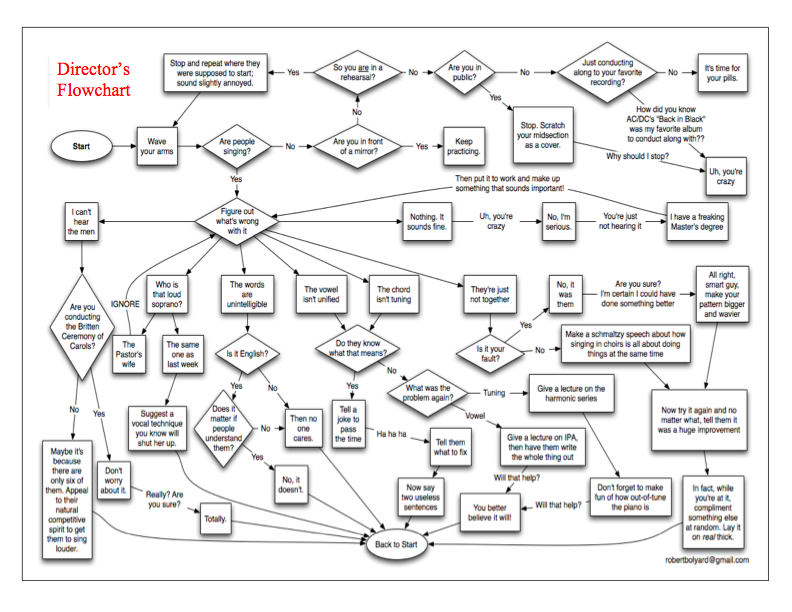 Director's
Flowchart
Stop and repeat where they
were supposed to start;
sound slightly annoyed.
Yes
So you are in a
rehearsal?
No
Are you in
public?
No
Just conducting
along to your favorite
recording?
No
It's time for
your pills.
Yes
No
How did you know
AC/DC's "Back in Black"
was my favorite album
to conduct along with??
Start
Wave
your arms
Are people
singing?
No
Are you in front
of a mirror?
Yes
Keep
practicing.
Stop. Scratch
your midsection
as a cover.
Why should I stop?
Uh, you're
crazy
Yes
Then put it to work and make up
something that sounds important!
I can't
hear
the men
Figure out
what's wrong
with it
Nothing. It
sounds fine.
Uh, you're
crazy
No, I'm
serious.
You're just
not hearing it
I have a freaking
Master's degree
Who is
that loud
soprano?
The words
are
unintelligible
The vowel
isn't unified
The chord
isn't tuning
They're just
not together
No, it
was them
Are you sure?
I'm certain I could have
done something better
All right,
smart guy,
make your
pattern bigger
and wavier
IGNORE
Are you
conducting
the Britten
Ceremony of
Carols?
The
Pastor's
wife
The same
one as
last week
Is it English?
Do they know
what that means?
Is it your
fault?
Yes
No
Make a schmaltzy speech about how
singing in choirs is all about doing
things at the same time
Yes
No
Yes
No
What was the
problem again?
Tuning
Give a lecture on the
harmonic series
Now try it again and no
matter what, tell them it
was a huge improvement
No
Yes
Suggest a
vocal technique
you know will
shut her up.
Does it
matter if
people
understand
them?
No
Then no
one
cares.
Tell a
joke to
pass
the time
Ha ha ha
Vowel
Tell them
what to fix
Give a lecture on IPA,
then have them write
the whole thing out
Maybe it's
because
there are
only six of
them. Appeal
to their
natural
competitive
spirit to get
them to sing
louder.
Don't
worry
about it.
Really? Are
you sure?
Totally.
Yes
No, it
doesn't.
Now say
two useless
sentences
Will that help?
You better
believe it will!
Will that help?
Don't forget to make
fun of how out-of-tune
the piano is
In fact, while
you're at it,
compliment
something else
at random. Lay it
on real thick.
Back to Start
robertbolyard@gmail.com